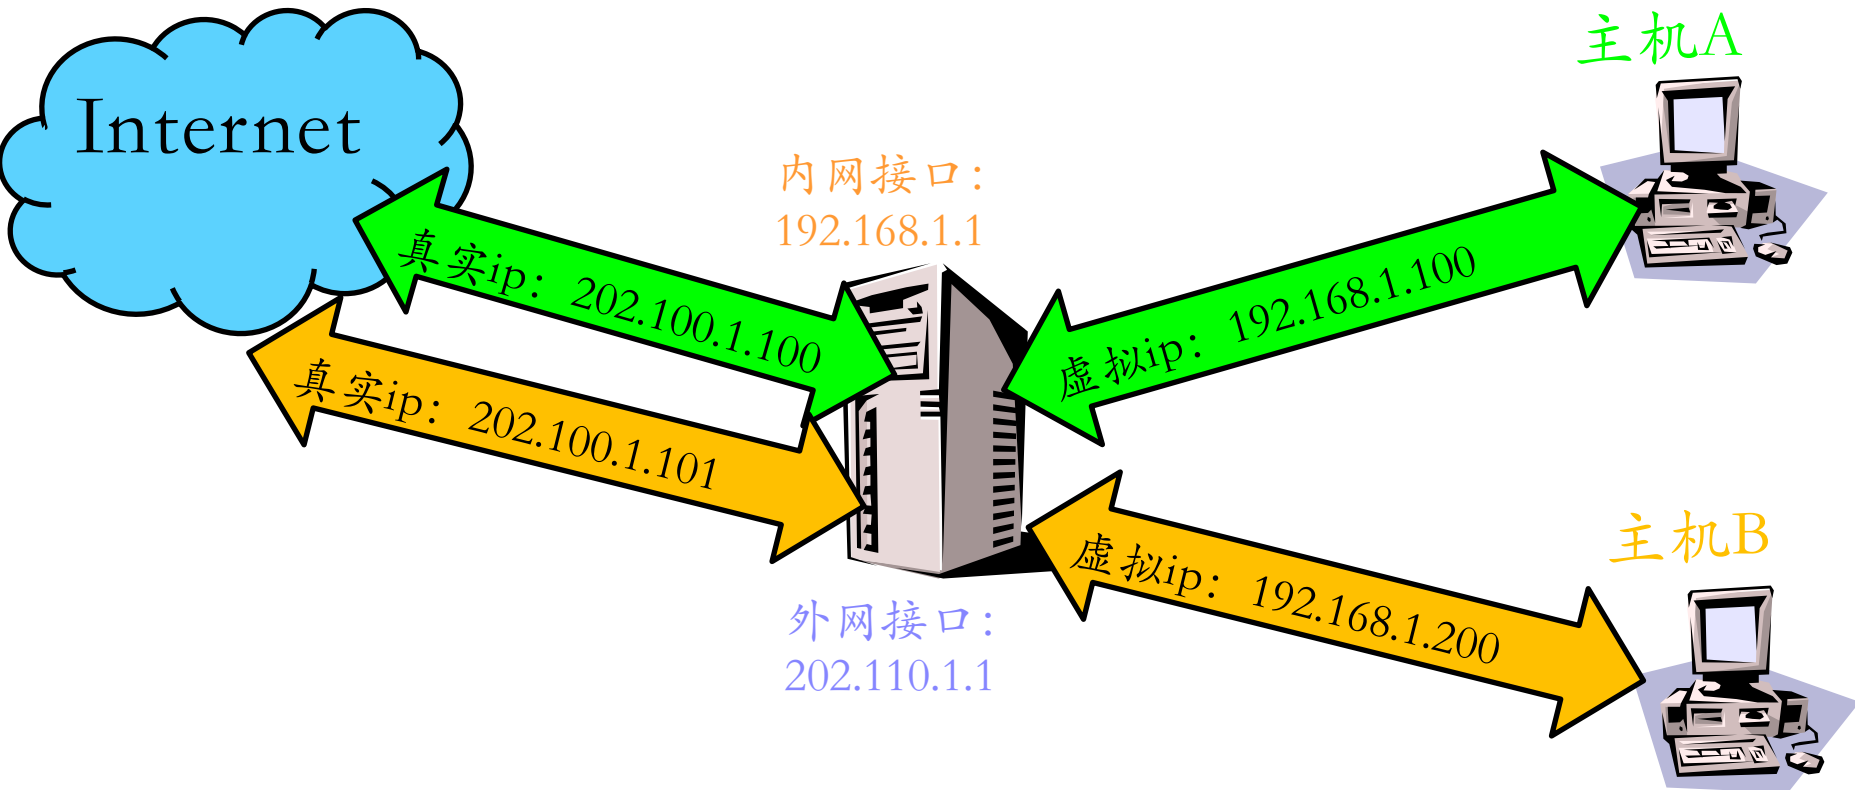 Internet
主机A
内网接口：
192.168.1.1
真实ip：202.100.1.100
虚拟ip：192.168.1.100
真实ip：202.100.1.101
虚拟ip：192.168.1.200
主机B
外网接口：
202.110.1.1